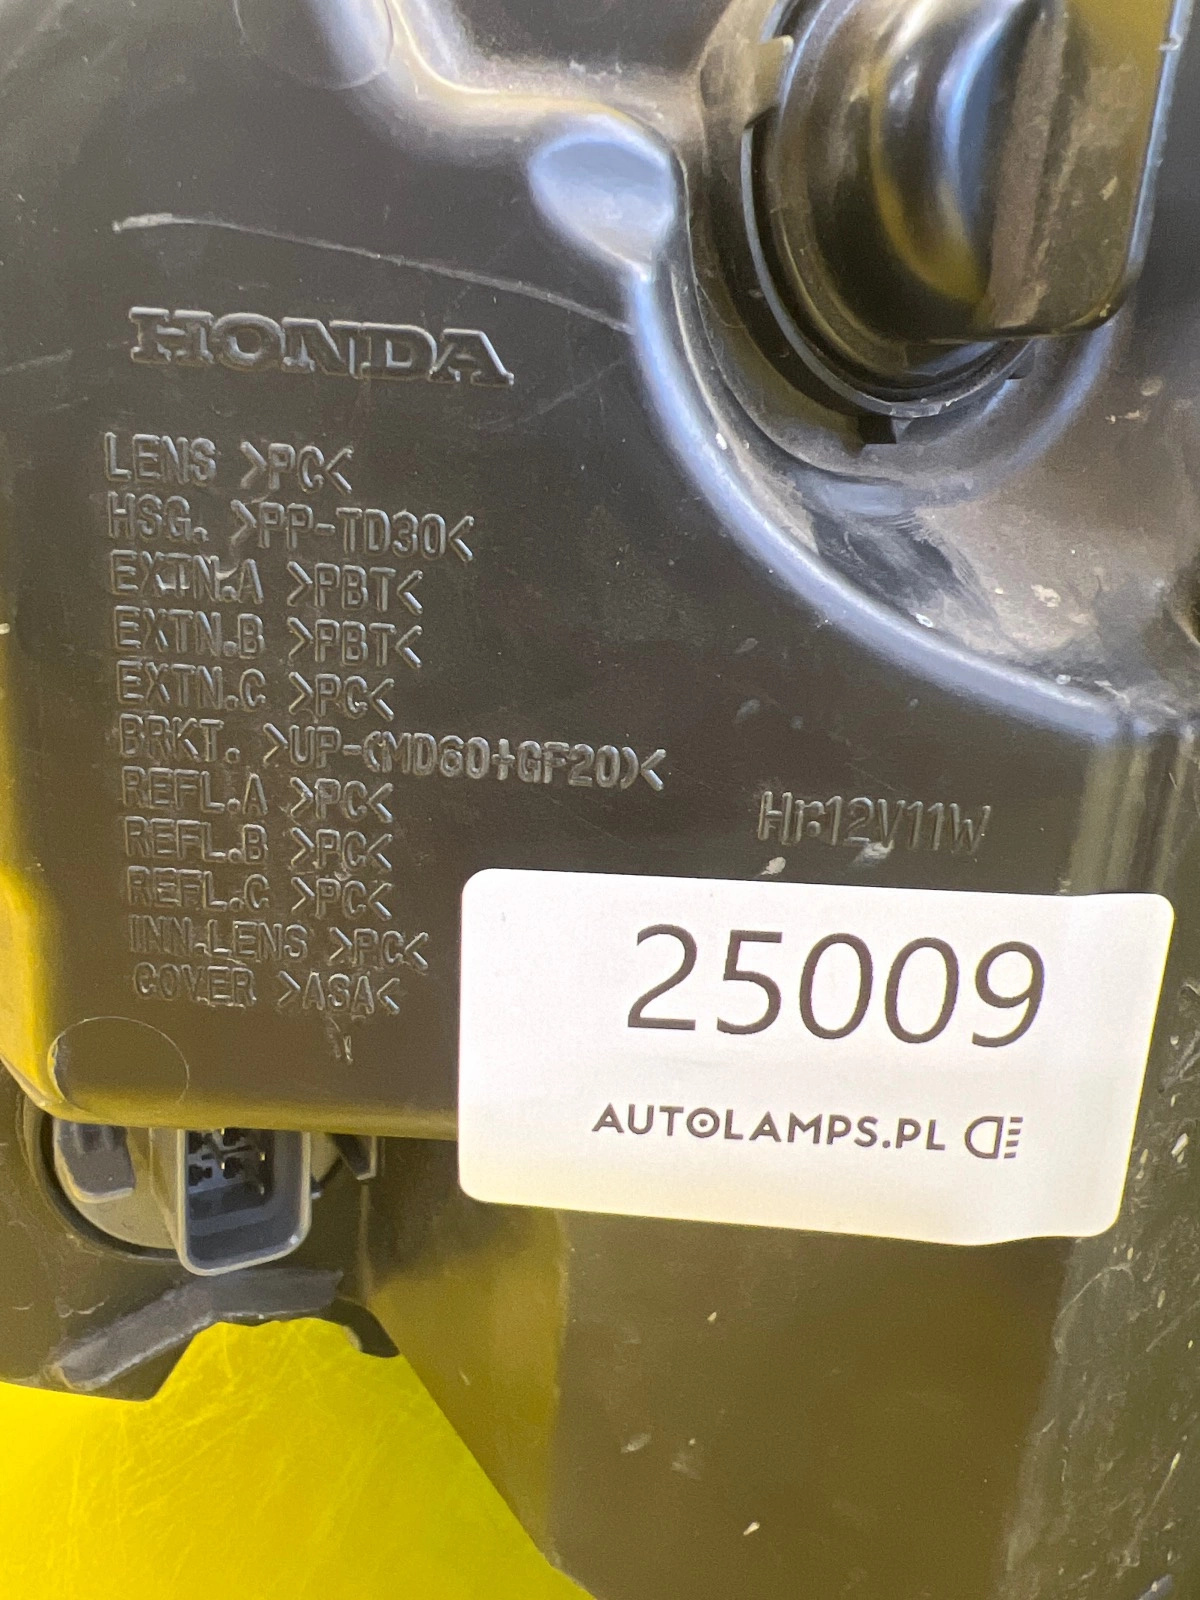 HONDA
LENS >PC<
HSG. >PP-TD30<
EXTN.A >PBT<
EXTN.B >PBT<
EXTN.C >PC<
BRKT. >UP-(MD60+GF20)<
REFL.A >PC<
REFL.B >PC<
REFL.C >PC<
INN.LENS >PC<
COVER >ASA<
Hr:12V11W
25009
AUTOLAMPS.PL